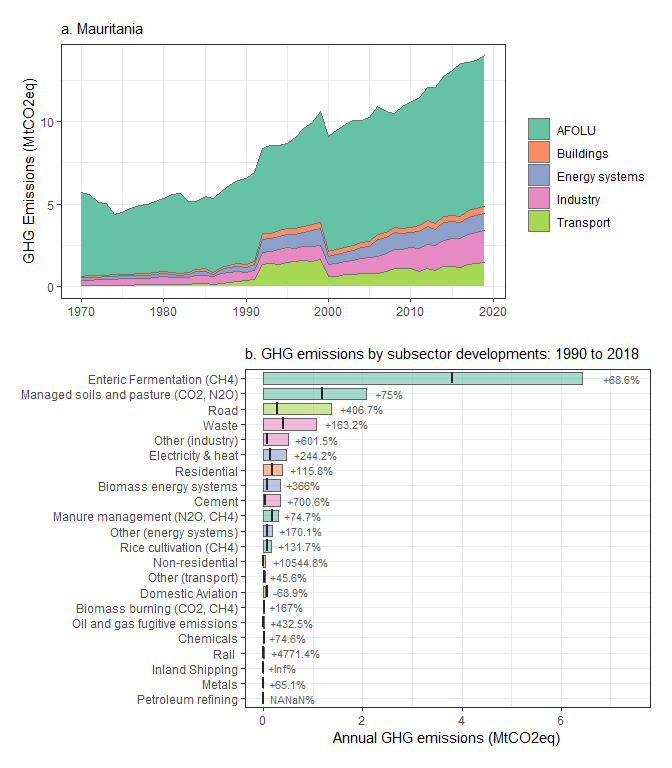 a. Mauritania
GHG Emissions (MtCO2eq)
10
5
0
1970
1980
1990
2000
2010
2020
AFOLU
Buildings
Energy systems
Industry
Transport
b. GHG emissions by subsector developments: 1990 to 2018
Enteric Fermentation (CH4) +68.6%
Managed soils and pasture (CO2, N2O) +75%
Road +406.7%
Waste +163.2%
Other (industry) +601.5%
Electricity & heat +244.2%
Residential +115.8%
Biomass energy systems +366%
Cement +700.6%
Manure management (N2O, CH4) +74.7%
Other (energy systems) +170.1%
Rice cultivation (CH4) +131.7%
Non-residential +10544.8%
Other (transport) +45.6%
Domestic Aviation -68.9%
Biomass burning (CO2, CH4) +167%
Oil and gas fugitive emissions +432.5%
Chemicals +74.6%
Rail +4771.4%
Inland Shipping +Inf%
Metals +65.1%
Petroleum refining NANaN%
0
2
4
6
Annual GHG emissions (MtCO2eq)